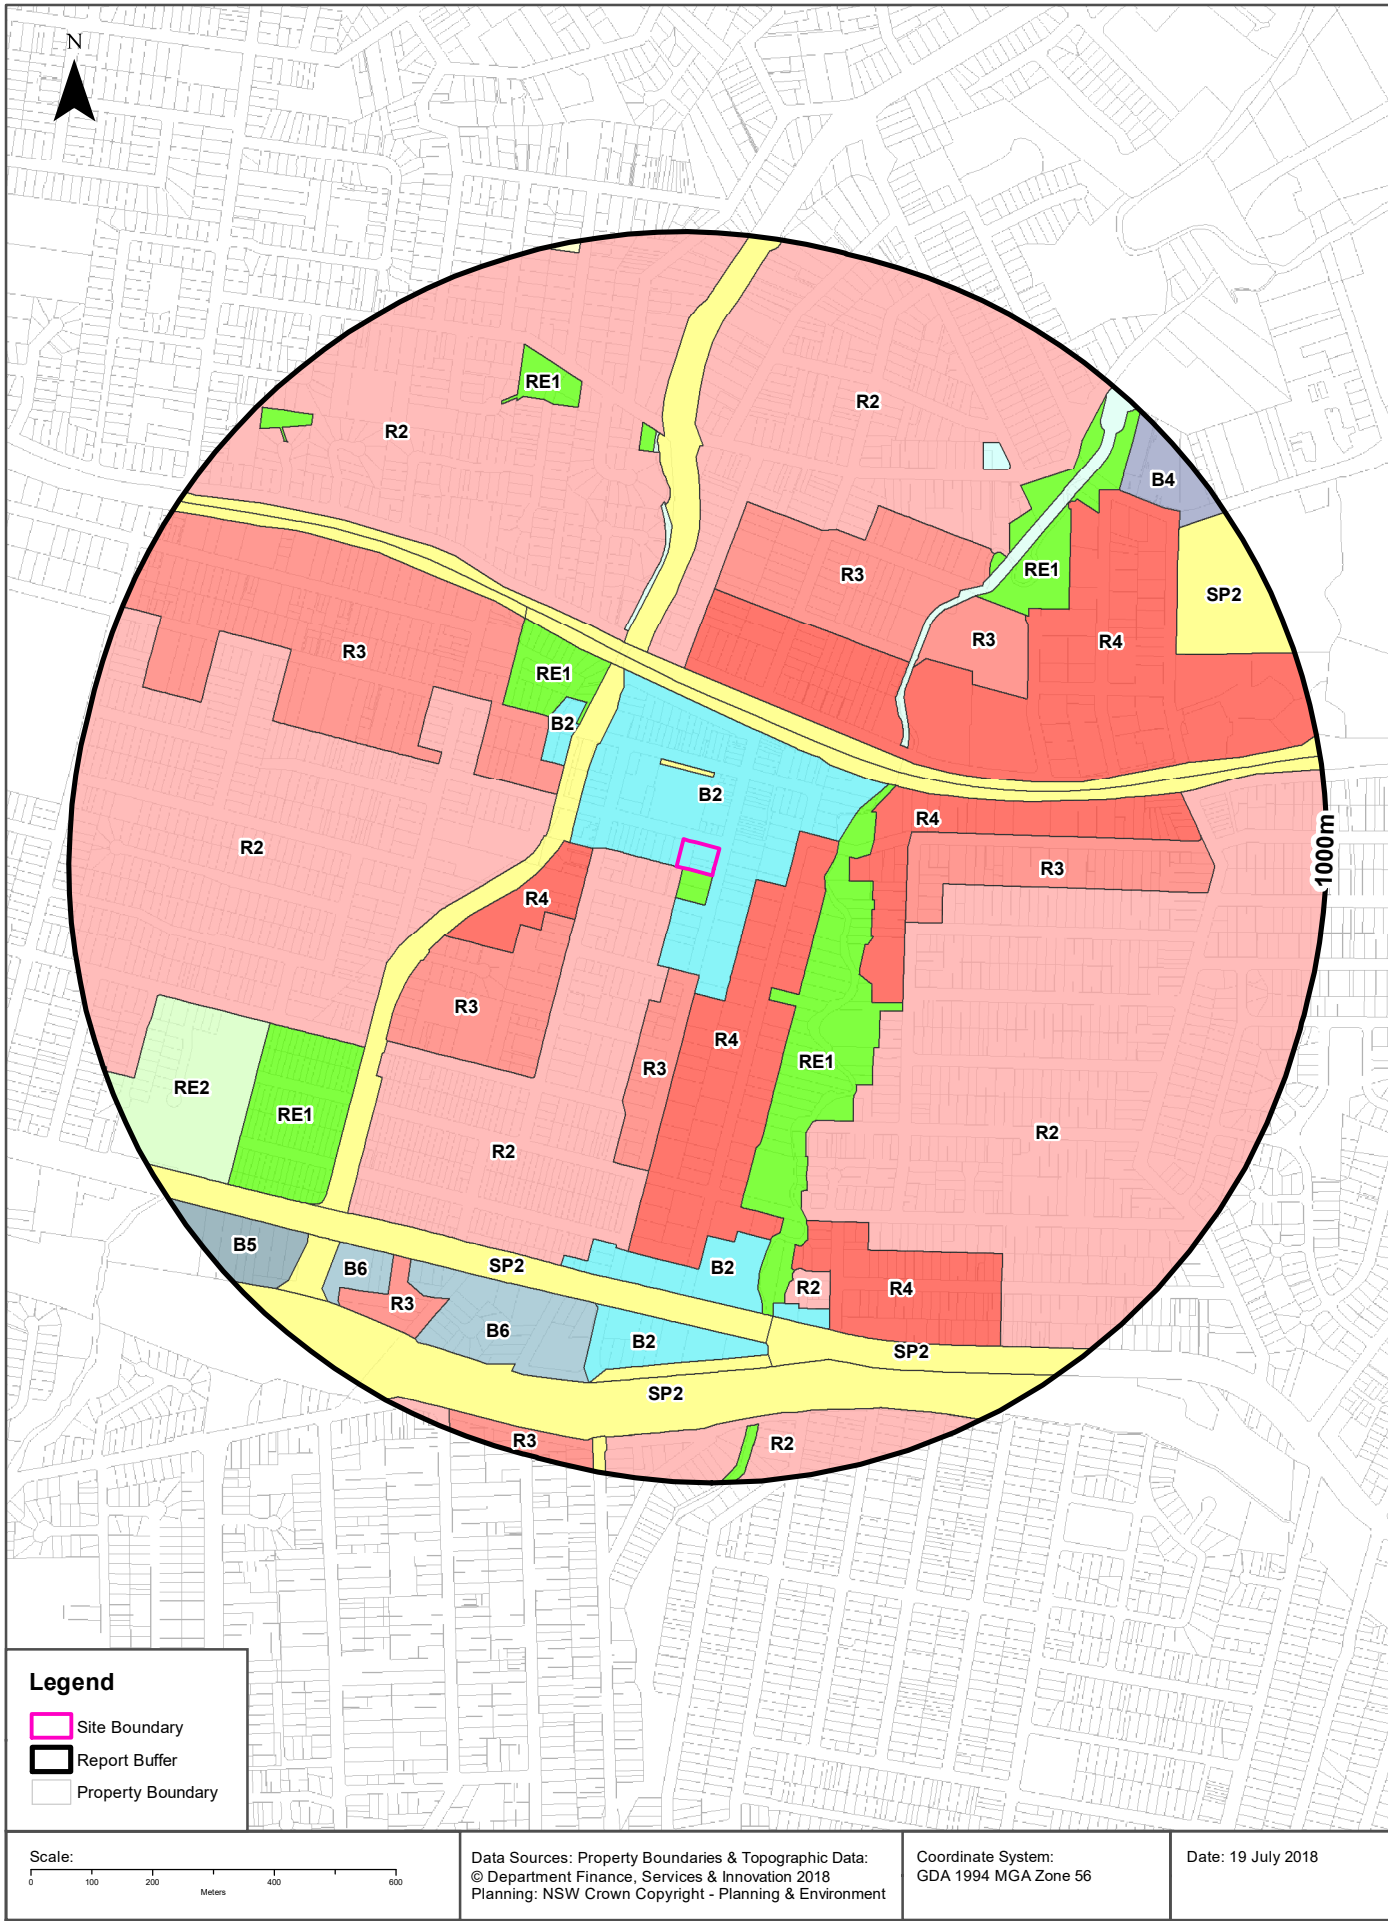 N
RE1
R2
R2
B4
RE1
R3
SP2
R3
R4
R3
RE1
B2
B2
R4
R2
R3
R4
R3
R4
R3
RE1
RE2
RE1
R2
R2
B5
B6
SP2
B2
R2
R4
R3
B6
B2
SP2
SP2
R3
R2
1000m
Legend
Site Boundary
Report Buffer
Property Boundary
Scale:
0 100 200 400 600
Meters
Data Sources: Property Boundaries & Topographic Data:
© Department Finance, Services & Innovation 2018
Planning: NSW Crown Copyright - Planning & Environment
Coordinate System:
GDA 1994 MGA Zone 56
Date: 19 July 2018